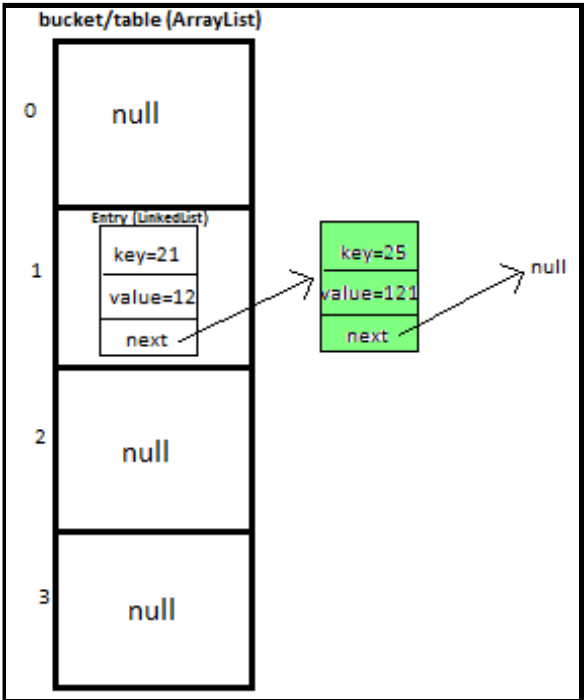 bucket/table (ArrayList)
0
null
Entry (LinkedList)
1
key=21
value=12
next
key=25
value=121
next
null
2
null
3
null